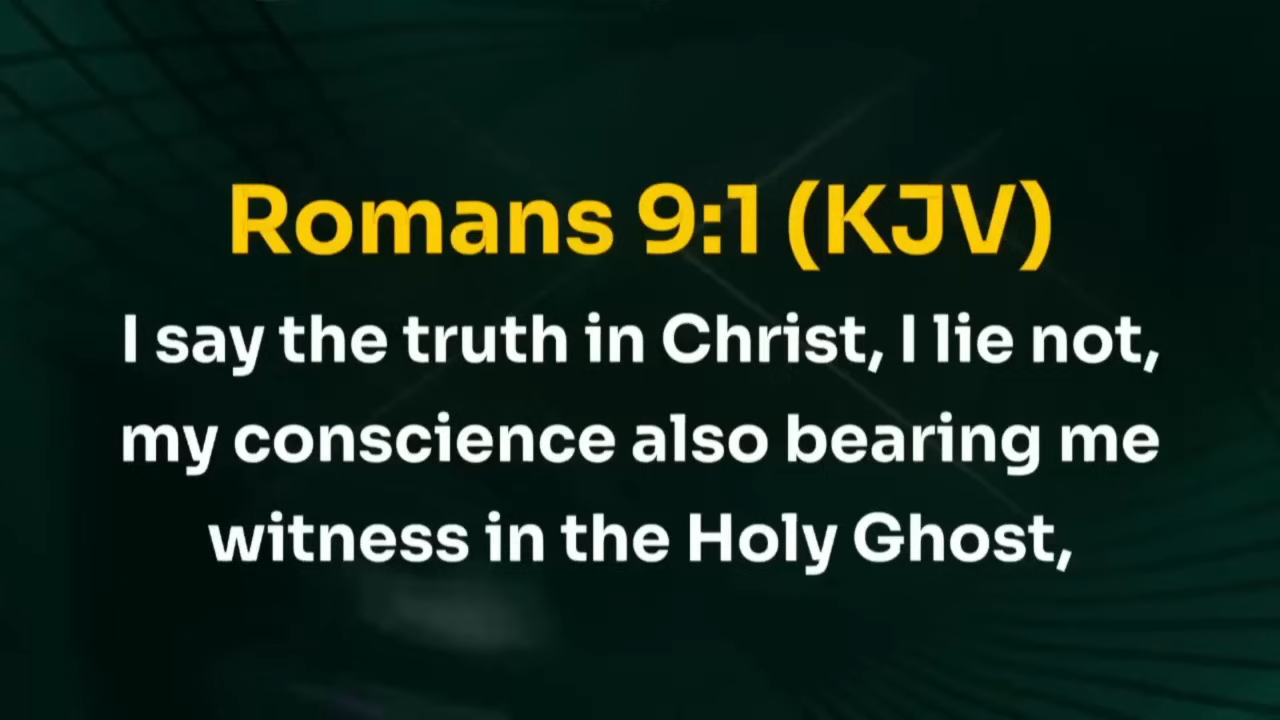 Romans 9:1 (KJV)
I say the truth in Christ, I lie not,
my conscience also bearing me
witness in the Holy Ghost,